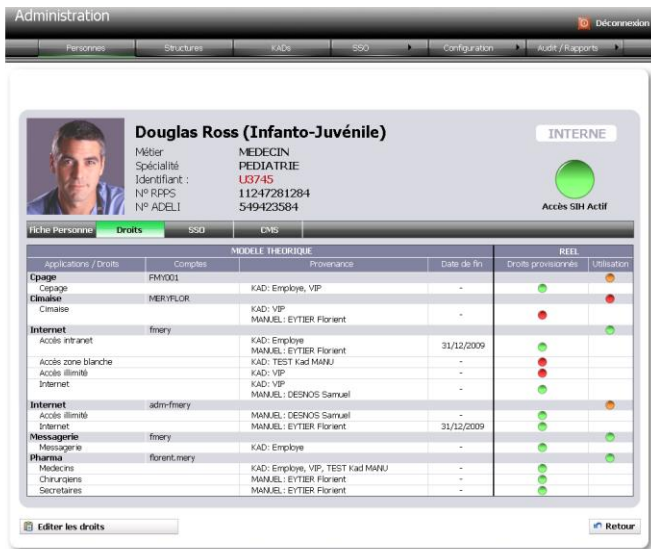 Administration
Déconnexion
Personnes Structures KADs SSO Configuration Audit / Rapports
Douglas Ross (Infanto-Juvénile)
INTERNE
Métier MEDECIN
Spécialité PEDIATRIE
Identifiant : U3745
N° RPPS 11247281284
N° ADELI 549423584
Accès SIH Actif
Fiche Personne Droits SSO CMS
MODELE THEORIQUE REEL
Applications / Droits Comptes Provenance Date de fin Droits provisionnés Utilisation
Cpage FMY001
Cepage KAD: Employe, VIP -
Cimaise MERYFLOR
Cimaise KAD: VIP
MANUEL: EYTIER Florient -
Internet fmery
Accès intranet KAD: Employe
MANUEL: EYTIER Florient 31/12/2009
Accès zone blanche KAD: TEST Kad MANU -
Accès illimité KAD: VIP -
Internet KAD: VIP
MANUEL: DESNOS Samuel -
Internet adm-fmery
Accès illimité MANUEL: DESNOS Samuel -
Internet MANUEL: EYTIER Florient 31/12/2009
Messagerie fmery
Messagerie KAD: Employe -
Pharma florent.mery
Medecins KAD: Employe, VIP, TEST Kad MANU -
Chirurgiens MANUEL: EYTIER Florient -
Secretaires MANUEL: EYTIER Florient -
Editer les droits Retour